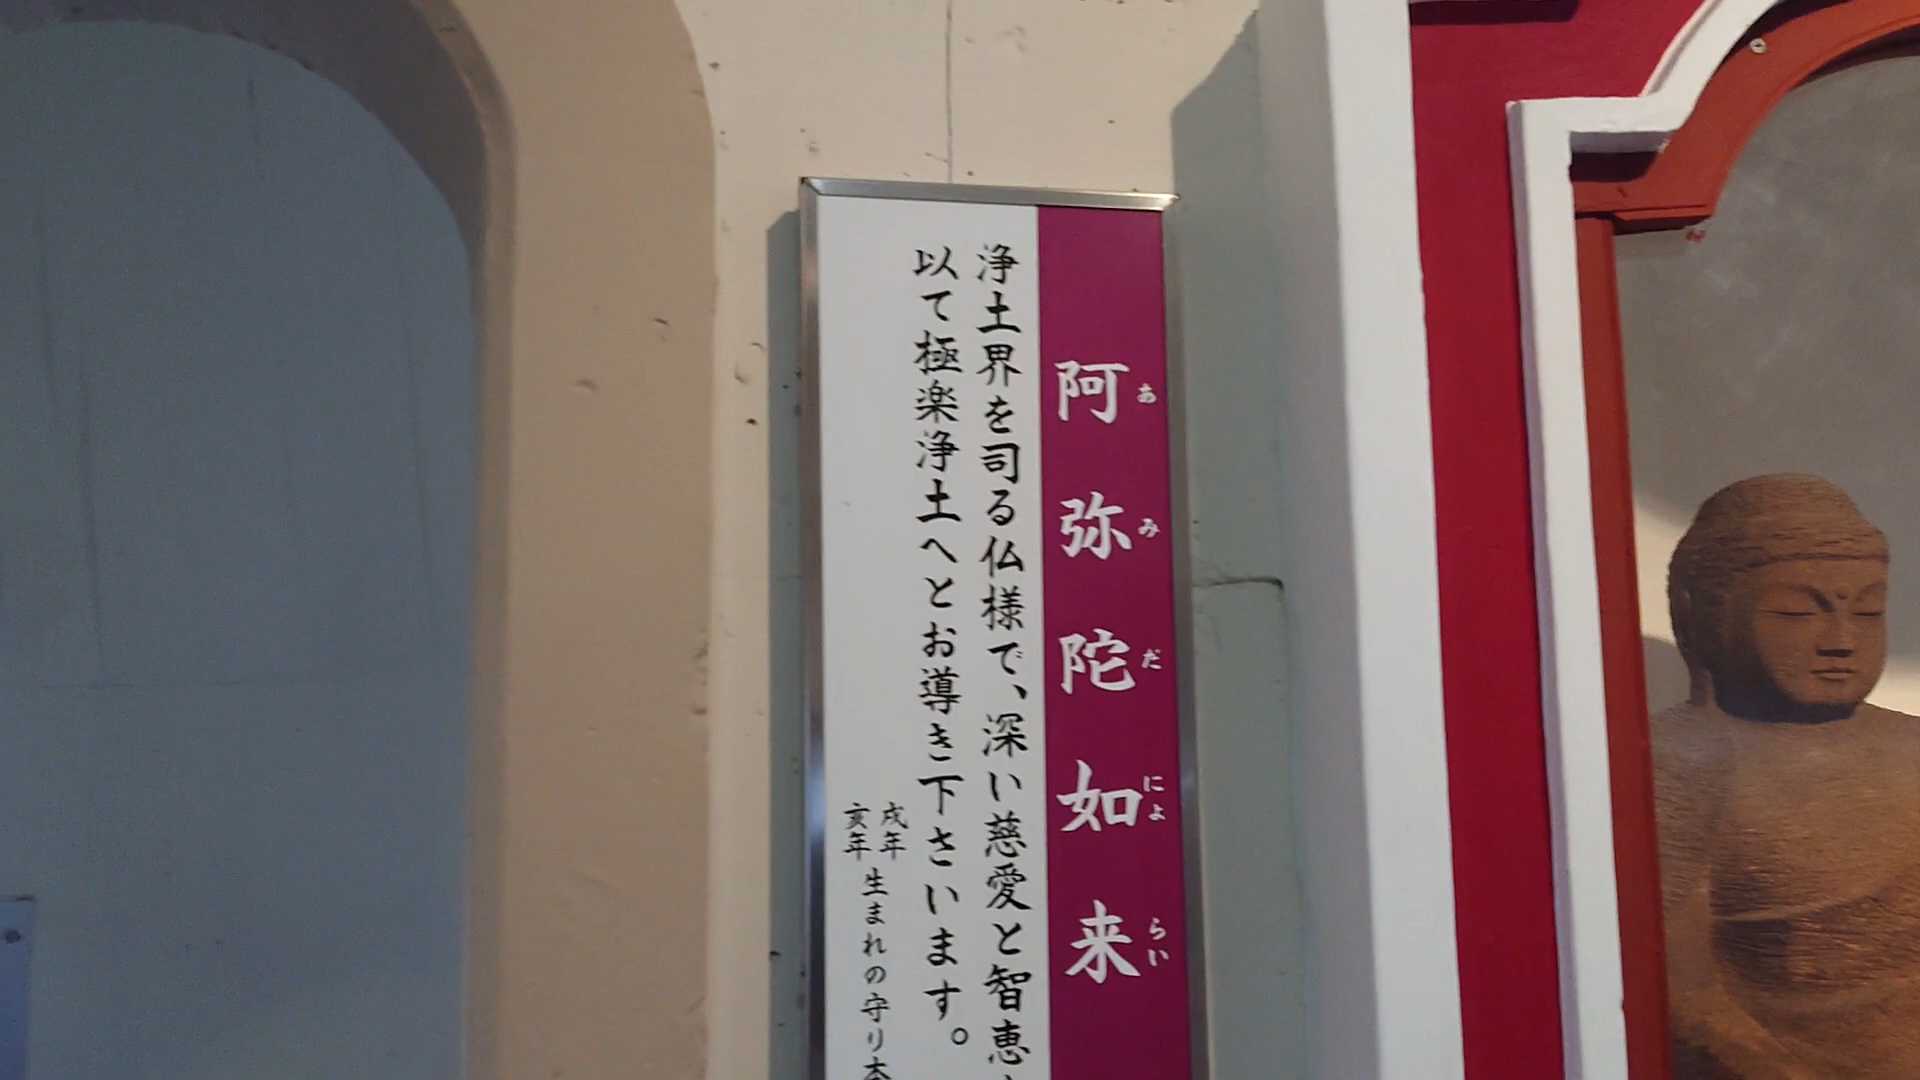 阿弥陀如来
あみだにょらい
浄土界を司る仏様で、深い慈愛と智恵
以て極楽浄土へとお導き下さいます。
戌年
亥年
生まれの守り本